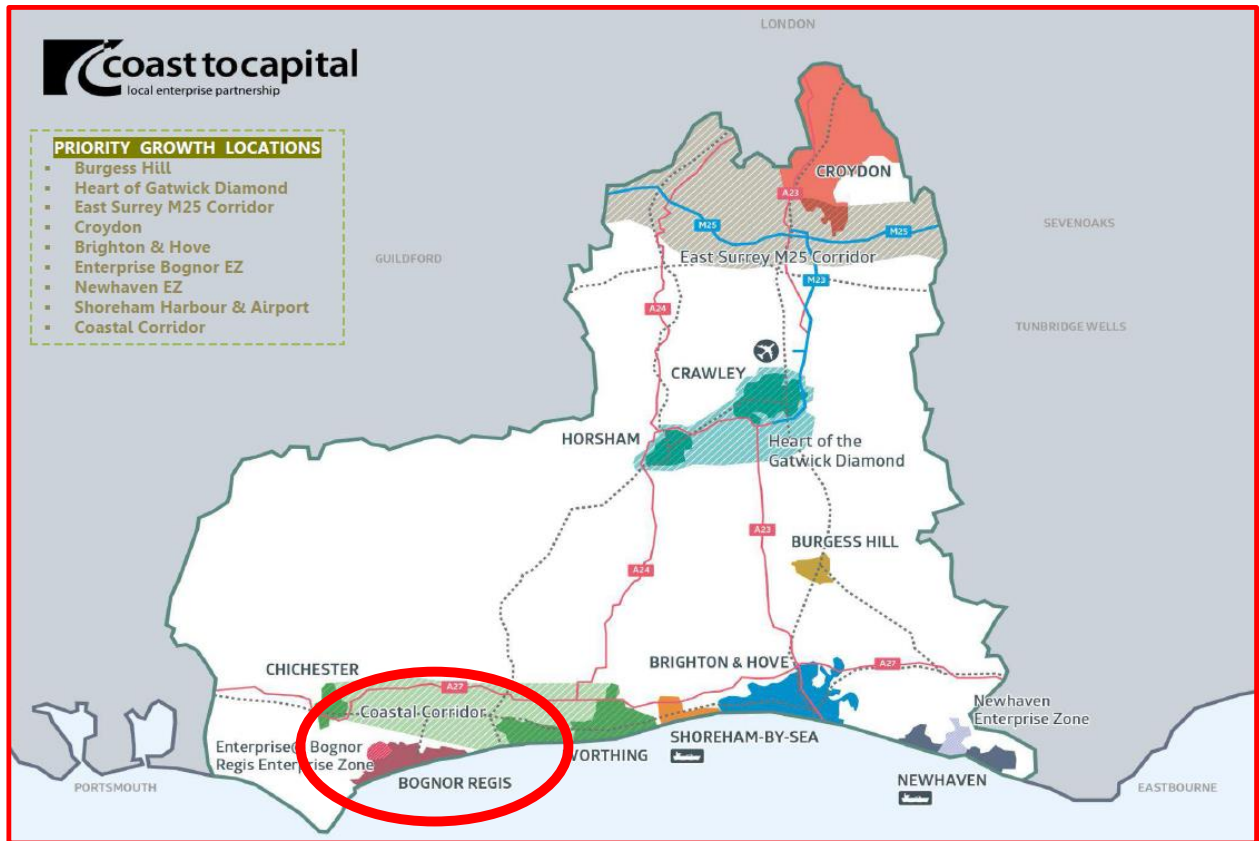 LONDON
coast to capital
local enterprise partnership
PRIORITY GROWTH LOCATIONS
▪ Burgess Hill
▪ Heart of Gatwick Diamond
▪ East Surrey M25 Corridor
▪ Croydon
▪ Brighton & Hove
▪ Enterprise Bognor EZ
▪ Newhaven EZ
▪ Shoreham Harbour & Airport
▪ Coastal Corridor
CROYDON
A23
M25
M25
SEVENOAKS
GUILDFORD
East Surrey M25 Corridor
M23
A24
TUNBRIDGE WELLS
CRAWLEY
HORSHAM
Heart of the
Gatwick Diamond
A23
BURGESS HILL
A24
CHICHESTER
BRIGHTON & HOVE
A27
A27
Coastal Corridor
Newhaven
Enterprise Zone
Enterprise@ Bognor
Regis Enterprise Zone
SHOREHAM-BY-SEA
WORTHING
BOGNOR REGIS
NEWHAVEN
PORTSMOUTH
EASTBOURNE